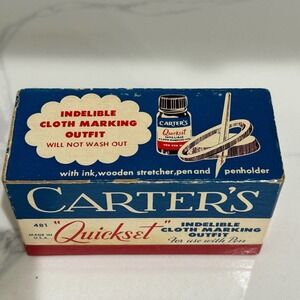 INDELIBLE
CLOTH MARKING
OUTFIT
WILL NOT WASH OUT
CARTER'S
Quickset
INDELIBLE
with ink, wooden stretcher, pen and penholder
CARTER'S
481 "Quickset" INDELIBLE
MADE IN CLOTH MARKING
U.S.A. OUTFIT
For use with Pen